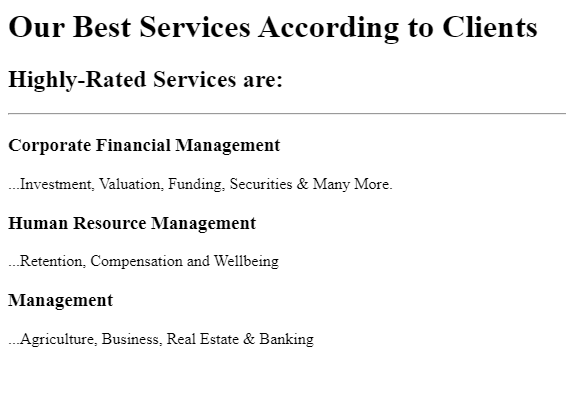 Our Best Services According to Clients
Highly-Rated Services are:
Corporate Financial Management
...Investment, Valuation, Funding, Securities & Many More.
Human Resource Management
...Retention, Compensation and Wellbeing
Management
...Agriculture, Business, Real Estate & Banking